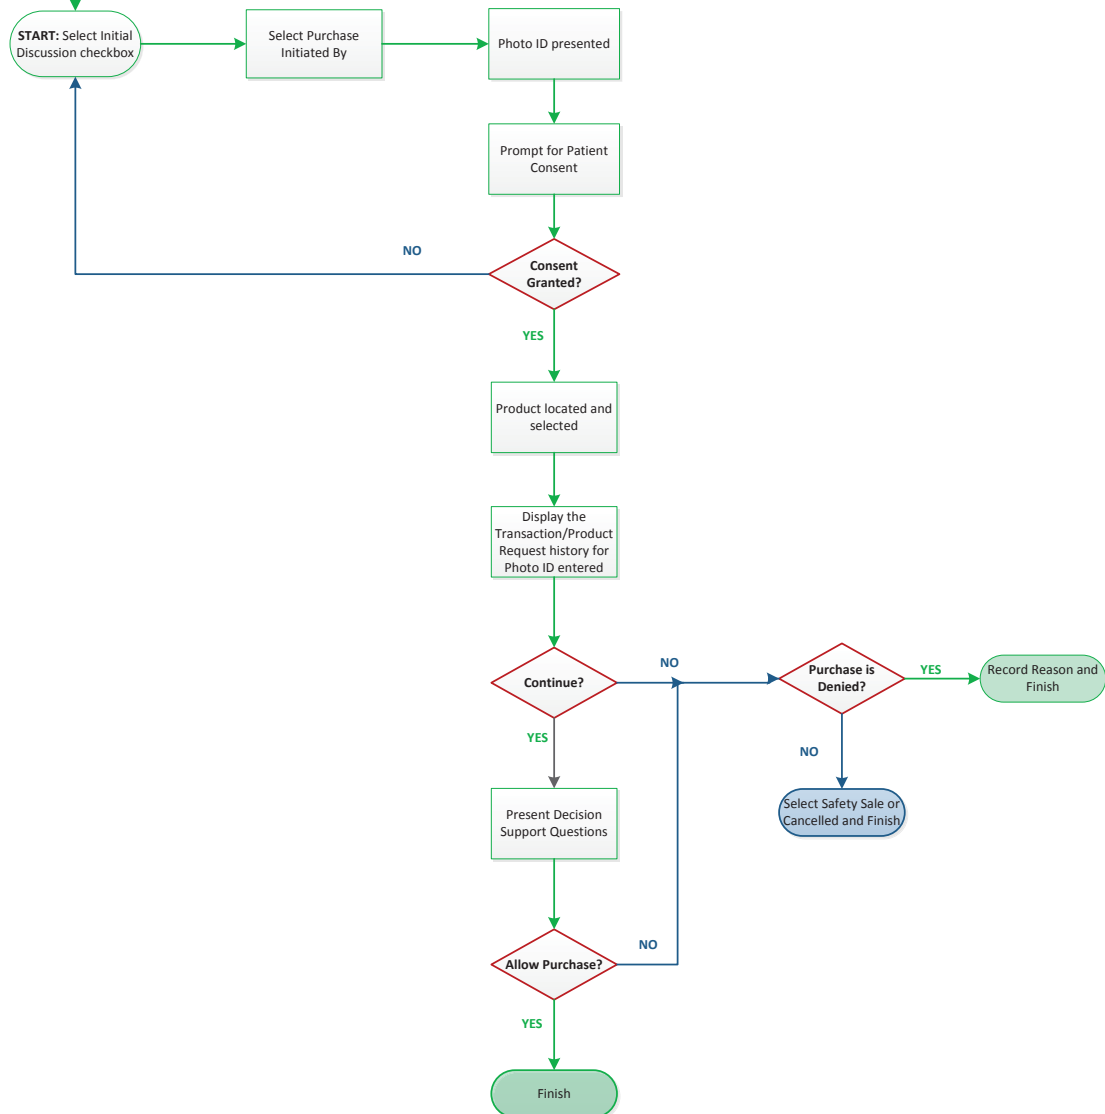 START: Select Initial
Discussion checkbox
Select Purchase
Initiated By
Photo ID presented
Prompt for Patient
Consent
NO
Consent
Granted?
YES
Product located and
selected
Display the
Transaction/Product
Request history for
Photo ID entered
Continue?
NO
Purchase is
Denied?
YES
Record Reason and
Finish
YES
NO
Present Decision
Support Questions
Select Safety Sale or
Cancelled and Finish
Allow Purchase?
NO
YES
Finish